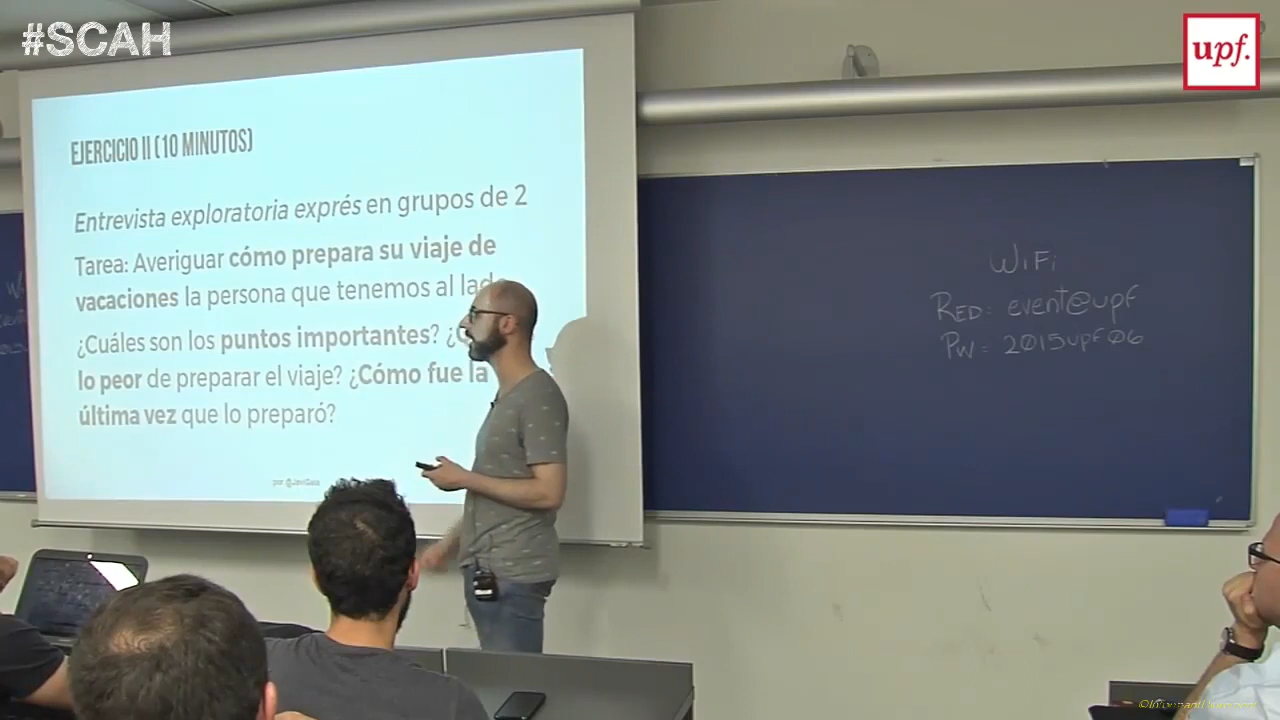 #SCAH
upf.
EJERCICIO II (10 MINUTOS)
Entrevista exploratoria exprés en grupos de 2
Tarea: Averiguar cómo prepara su viaje de
vacaciones la persona que tenemos al lado
¿Cuáles son los puntos importantes?
lo peor de preparar el viaje? ¿Cómo fue la
última vez que lo preparó?
por @JaviGaia
WiFi
RED: event@upf
PW: 2015upf06